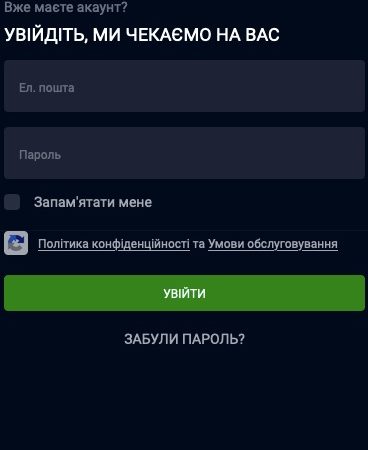 Вже маєте акаунт?
УВІЙДІТЬ, МИ ЧЕКАЄМО НА ВАС
Ел. пошта
Пароль
Запам'ятати мене
Політика конфіденційності та Умови обслуговування
УВІЙТИ
ЗАБУЛИ ПАРОЛЬ?